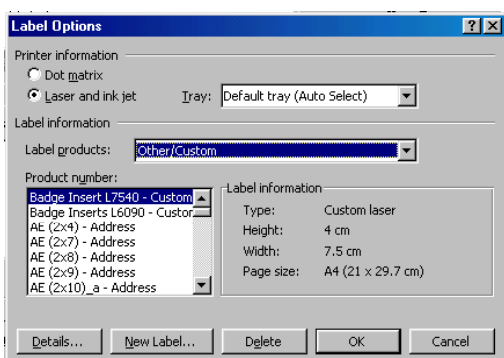 Label Options
Printer information
Dot matrix
Laser and ink jet Tray: Default tray (Auto Select)
Label information
Label products: Other/Custom
Product number:
Badge Insert L7540 - Custom
Badge Inserts L6090 - Custor
AE (2x4) - Address
AE (2x7) - Address
AE (2x8) - Address
AE (2x9) - Address
AE (2x10)_a - Address
Label information
Type: Custom laser
Height: 4 cm
Width: 7.5 cm
Page size: A4 (21 x 29.7 cm)
Details... New Label... Delete OK Cancel